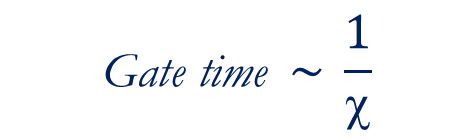 Gate time ~ 1/χ